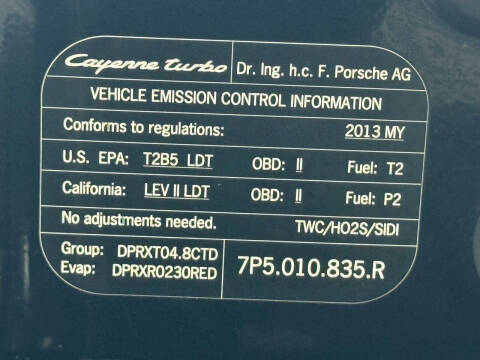 Cayenne turbo Dr. Ing. h.c. F. Porsche AG
VEHICLE EMISSION CONTROL INFORMATION
Conforms to regulations: 2013 MY
U.S. EPA: T2B5 LDT OBD: II Fuel: T2
California: LEV II LDT OBD: II Fuel: P2
No adjustments needed. TWC/HO2S/SIDI
Group: DPRXT04.8CTD
Evap: DPRXR0230RED
7P5.010.835.R